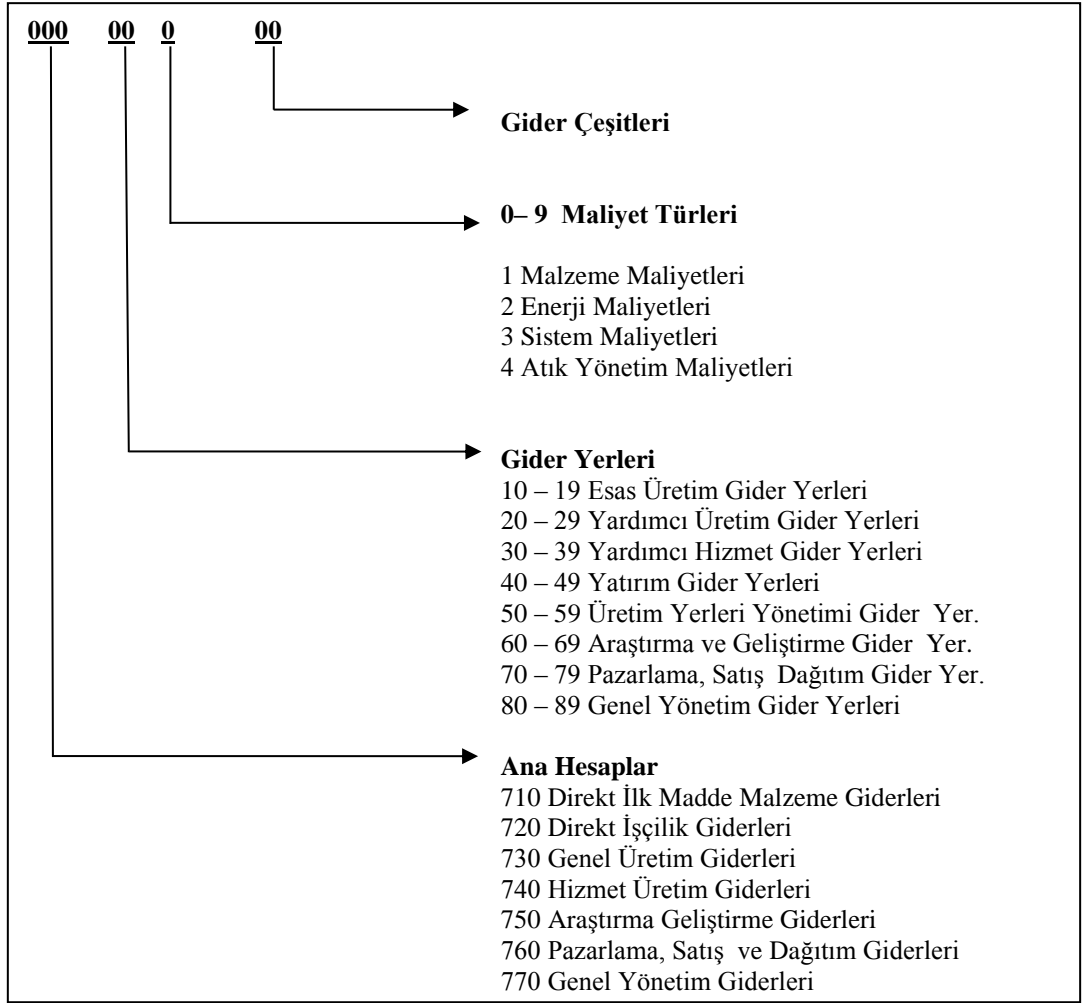 000 00 0 00
Gider Çeşitleri
0– 9 Maliyet Türleri
1 Malzeme Maliyetleri
2 Enerji Maliyetleri
3 Sistem Maliyetleri
4 Atık Yönetim Maliyetleri
Gider Yerleri
10 – 19 Esas Üretim Gider Yerleri
20 – 29 Yardımcı Üretim Gider Yerleri
30 – 39 Yardımcı Hizmet Gider Yerleri
40 – 49 Yatırım Gider Yerleri
50 – 59 Üretim Yerleri Yönetimi Gider Yer.
60 – 69 Araştırma ve Geliştirme Gider Yer.
70 – 79 Pazarlama, Satış Dağıtım Gider Yer.
80 – 89 Genel Yönetim Gider Yerleri
Ana Hesaplar
710 Direkt İlk Madde Malzeme Giderleri
720 Direkt İşçilik Giderleri
730 Genel Üretim Giderleri
740 Hizmet Üretim Giderleri
750 Araştırma Geliştirme Giderleri
760 Pazarlama, Satış ve Dağıtım Giderleri
770 Genel Yönetim Giderleri